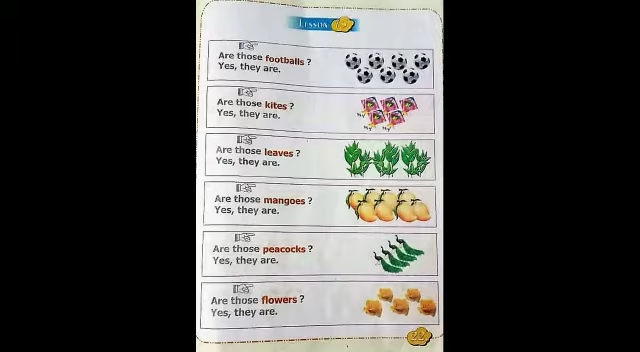 LESSON
Are those footballs ?
Yes, they are.
Are those kites ?
Yes, they are.
Are those leaves ?
Yes, they are.
Are those mangoes ?
Yes, they are.
Are those peacocks ?
Yes, they are.
Are those flowers ?
Yes, they are.